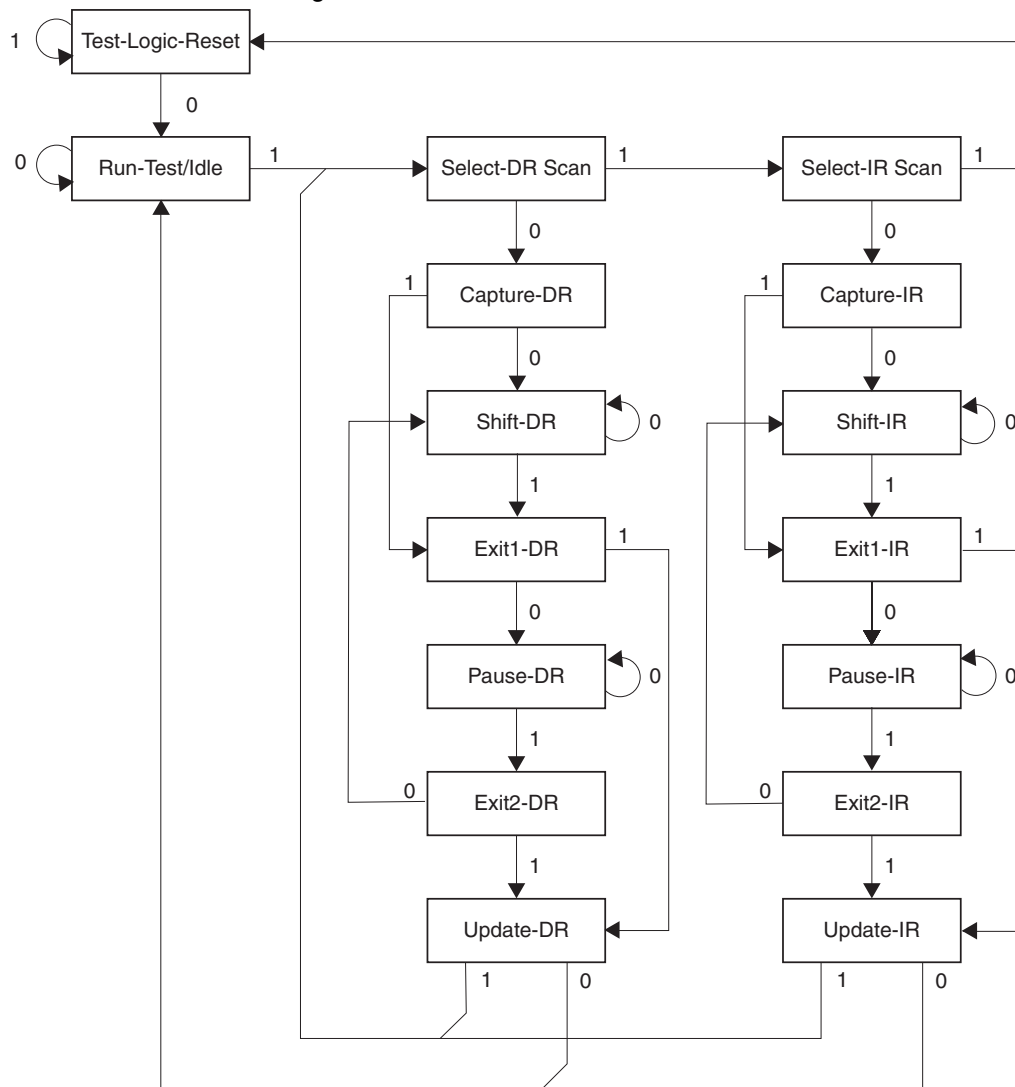 1
Test-Logic-Reset
0
0
Run-Test/Idle
1
Select-DR Scan
1
Select-IR Scan
1
0
0
1
Capture-DR
1
Capture-IR
0
0
Shift-DR
0
Shift-IR
0
1
1
Exit1-DR
1
Exit1-IR
1
0
0
Pause-DR
0
Pause-IR
0
1
1
0
Exit2-DR
0
Exit2-IR
1
1
Update-DR
Update-IR
1
0
1
0